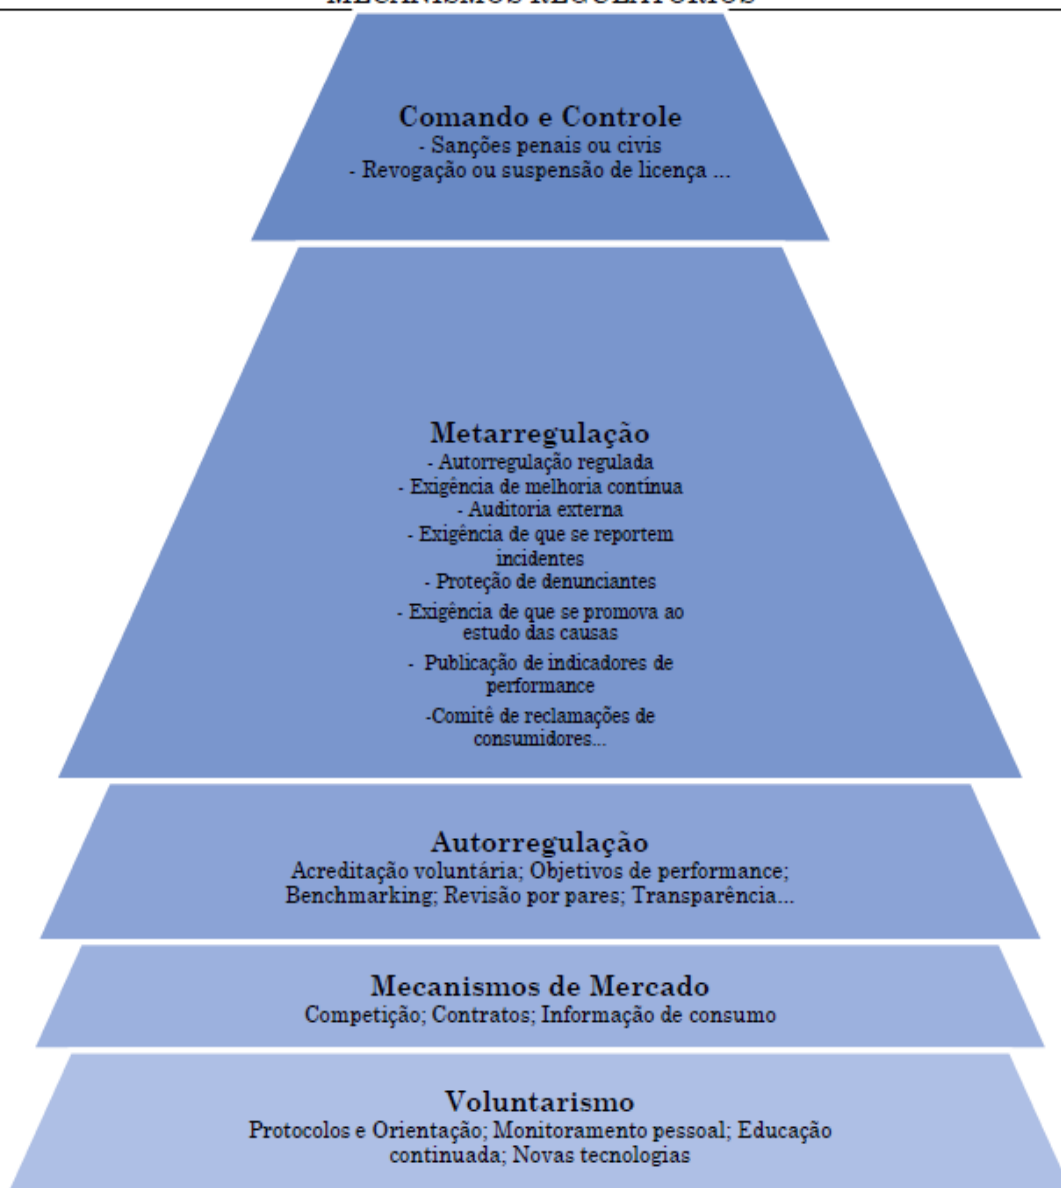 MECANISMOS REGULATÓRIOS
Comando e Controle
- Sanções penais ou civis
- Revogação ou suspensão de licença ...
Metarregulação
- Autorregulação regulada
- Exigência de melhoria contínua
- Auditoria externa
- Exigência de que se reportem
incidentes
- Proteção de denunciantes
- Exigência de que se promova ao
estudo das causas
- Publicação de indicadores de
performance
-Comitê de reclamações de
consumidores...
Autorregulação
Acreditação voluntária; Objetivos de performance;
Benchmarking; Revisão por pares; Transparência...
Mecanismos de Mercado
Competição; Contratos; Informação de consumo
Voluntarismo
Protocolos e Orientação; Monitoramento pessoal; Educação
continuada; Novas tecnologias